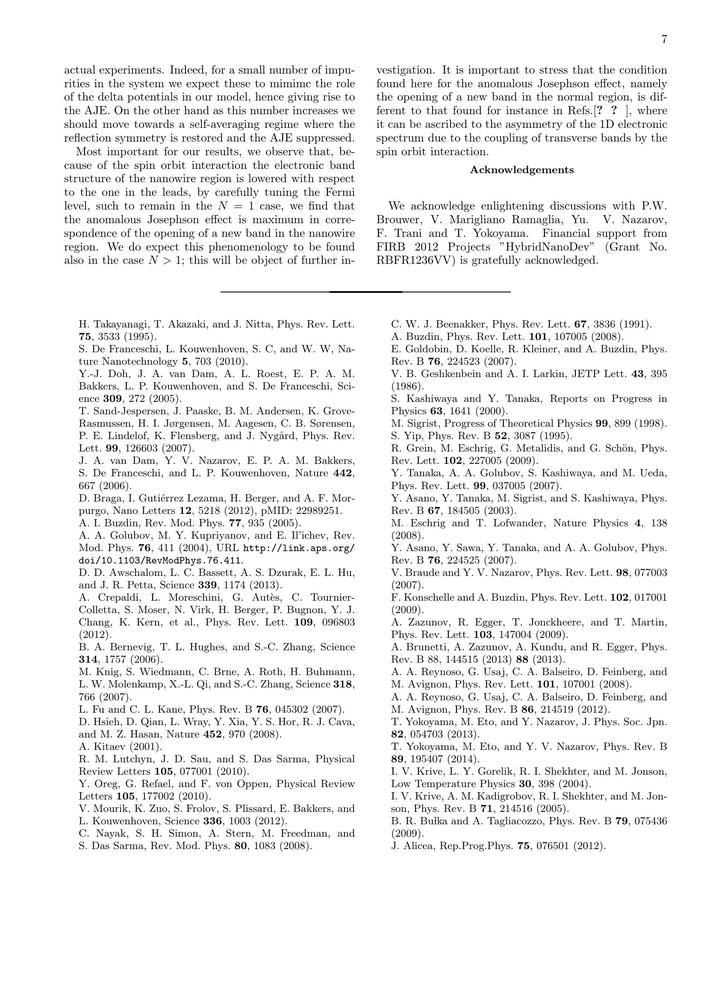 7
actual experiments. Indeed, for a small number of impu-
rities in the system we expect these to mimimc the role
of the delta potentials in our model, hence giving rise to
the AJE. On the other hand as this number increases we
should move towards a self-averaging regime where the
reflection symmetry is restored and the AJE suppressed.
Most important for our results, we observe that, be-
cause of the spin orbit interaction the electronic band
structure of the nanowire region is lowered with respect
to the one in the leads, by carefully tuning the Fermi
level, such to remain in the N = 1 case, we find that
the anomalous Josephson effect is maximum in corre-
spondence of the opening of a new band in the nanowire
region. We do expect this phenomenology to be found
also in the case N > 1; this will be object of further in-
vestigation. It is important to stress that the condition
found here for the anomalous Josephson effect, namely
the opening of a new band in the normal region, is dif-
ferent to that found for instance in Refs.[? ? ], where
it can be ascribed to the asymmetry of the 1D electronic
spectrum due to the coupling of transverse bands by the
spin orbit interaction.
Acknowledgements
We acknowledge enlightening discussions with P.W.
Brouwer, V. Marigliano Ramaglia, Yu. V. Nazarov,
F. Trani and T. Yokoyama. Financial support from
FIRB 2012 Projects "HybridNanoDev" (Grant No.
RBFR1236VV) is gratefully acknowledged.
H. Takayanagi, T. Akazaki, and J. Nitta, Phys. Rev. Lett.
75, 3533 (1995).
S. De Franceschi, L. Kouwenhoven, S. C, and W. W, Na-
ture Nanotechnology 5, 703 (2010).
Y.-J. Doh, J. A. van Dam, A. L. Roest, E. P. A. M.
Bakkers, L. P. Kouwenhoven, and S. De Franceschi, Sci-
ence 309, 272 (2005).
T. Sand-Jespersen, J. Paaske, B. M. Andersen, K. Grove-
Rasmussen, H. I. Jørgensen, M. Aagesen, C. B. Sørensen,
P. E. Lindelof, K. Flensberg, and J. Nygård, Phys. Rev.
Lett. 99, 126603 (2007).
J. A. van Dam, Y. V. Nazarov, E. P. A. M. Bakkers,
S. De Franceschi, and L. P. Kouwenhoven, Nature 442,
667 (2006).
D. Braga, I. Gutiérrez Lezama, H. Berger, and A. F. Mor-
purgo, Nano Letters 12, 5218 (2012), pMID: 22989251.
A. I. Buzdin, Rev. Mod. Phys. 77, 935 (2005).
A. A. Golubov, M. Y. Kupriyanov, and E. Il'ichev, Rev.
Mod. Phys. 76, 411 (2004), URL http://link.aps.org/
doi/10.1103/RevModPhys.76.411.
D. D. Awschalom, L. C. Bassett, A. S. Dzurak, E. L. Hu,
and J. R. Petta, Science 339, 1174 (2013).
A. Crepaldi, L. Moreschini, G. Autès, C. Tournier-
Colletta, S. Moser, N. Virk, H. Berger, P. Bugnon, Y. J.
Chang, K. Kern, et al., Phys. Rev. Lett. 109, 096803
(2012).
B. A. Bernevig, T. L. Hughes, and S.-C. Zhang, Science
314, 1757 (2006).
M. Knig, S. Wiedmann, C. Brne, A. Roth, H. Buhmann,
L. W. Molenkamp, X.-L. Qi, and S.-C. Zhang, Science 318,
766 (2007).
L. Fu and C. L. Kane, Phys. Rev. B 76, 045302 (2007).
D. Hsieh, D. Qian, L. Wray, Y. Xia, Y. S. Hor, R. J. Cava,
and M. Z. Hasan, Nature 452, 970 (2008).
A. Kitaev (2001).
R. M. Lutchyn, J. D. Sau, and S. Das Sarma, Physical
Review Letters 105, 077001 (2010).
Y. Oreg, G. Refael, and F. von Oppen, Physical Review
Letters 105, 177002 (2010).
V. Mourik, K. Zuo, S. Frolov, S. Plissard, E. Bakkers, and
L. Kouwenhoven, Science 336, 1003 (2012).
C. Nayak, S. H. Simon, A. Stern, M. Freedman, and
S. Das Sarma, Rev. Mod. Phys. 80, 1083 (2008).
C. W. J. Beenakker, Phys. Rev. Lett. 67, 3836 (1991).
A. Buzdin, Phys. Rev. Lett. 101, 107005 (2008).
E. Goldobin, D. Koelle, R. Kleiner, and A. Buzdin, Phys.
Rev. B 76, 224523 (2007).
V. B. Geshkenbein and A. I. Larkin, JETP Lett. 43, 395
(1986).
S. Kashiwaya and Y. Tanaka, Reports on Progress in
Physics 63, 1641 (2000).
M. Sigrist, Progress of Theoretical Physics 99, 899 (1998).
S. Yip, Phys. Rev. B 52, 3087 (1995).
R. Grein, M. Eschrig, G. Metalidis, and G. Schön, Phys.
Rev. Lett. 102, 227005 (2009).
Y. Tanaka, A. A. Golubov, S. Kashiwaya, and M. Ueda,
Phys. Rev. Lett. 99, 037005 (2007).
Y. Asano, Y. Tanaka, M. Sigrist, and S. Kashiwaya, Phys.
Rev. B 67, 184505 (2003).
M. Eschrig and T. Lofwander, Nature Physics 4, 138
(2008).
Y. Asano, Y. Sawa, Y. Tanaka, and A. A. Golubov, Phys.
Rev. B 76, 224525 (2007).
V. Braude and Y. V. Nazarov, Phys. Rev. Lett. 98, 077003
(2007).
F. Konschelle and A. Buzdin, Phys. Rev. Lett. 102, 017001
(2009).
A. Zazunov, R. Egger, T. Jonckheere, and T. Martin,
Phys. Rev. Lett. 103, 147004 (2009).
A. Brunetti, A. Zazunov, A. Kundu, and R. Egger, Phys.
Rev. B 88, 144515 (2013) 88 (2013).
A. A. Reynoso, G. Usaj, C. A. Balseiro, D. Feinberg, and
M. Avignon, Phys. Rev. Lett. 101, 107001 (2008).
A. A. Reynoso, G. Usaj, C. A. Balseiro, D. Feinberg, and
M. Avignon, Phys. Rev. B 86, 214519 (2012).
T. Yokoyama, M. Eto, and Y. Nazarov, J. Phys. Soc. Jpn.
82, 054703 (2013).
T. Yokoyama, M. Eto, and Y. V. Nazarov, Phys. Rev. B
89, 195407 (2014).
I. V. Krive, L. Y. Gorelik, R. I. Shekhter, and M. Jonson,
Low Temperature Physics 30, 398 (2004).
I. V. Krive, A. M. Kadigrobov, R. I. Shekhter, and M. Jon-
son, Phys. Rev. B 71, 214516 (2005).
B. R. Bułka and A. Tagliacozzo, Phys. Rev. B 79, 075436
(2009).
J. Alicea, Rep.Prog.Phys. 75, 076501 (2012).